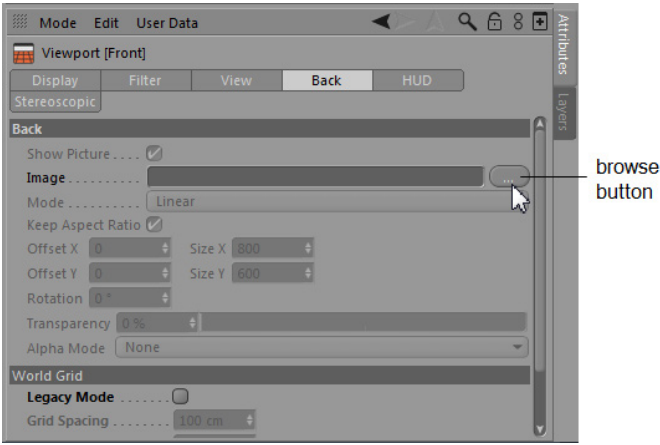 Mode Edit User Data
Viewport [Front]
Display Filter View Back HUD
Stereoscopic
Back
Show Picture . . . .
Image . . . . . . . . . . ...
Mode . . . . . . . . . . Linear
Keep Aspect Ratio
Offset X 0 Size X 800
Offset Y 0 Size Y 600
Rotation 0 °
Transparency 0 %
Alpha Mode None
World Grid
Legacy Mode . . . . . . .
Grid Spacing . . . . . . . . 100 cm
Attributes
Layers
browse
button